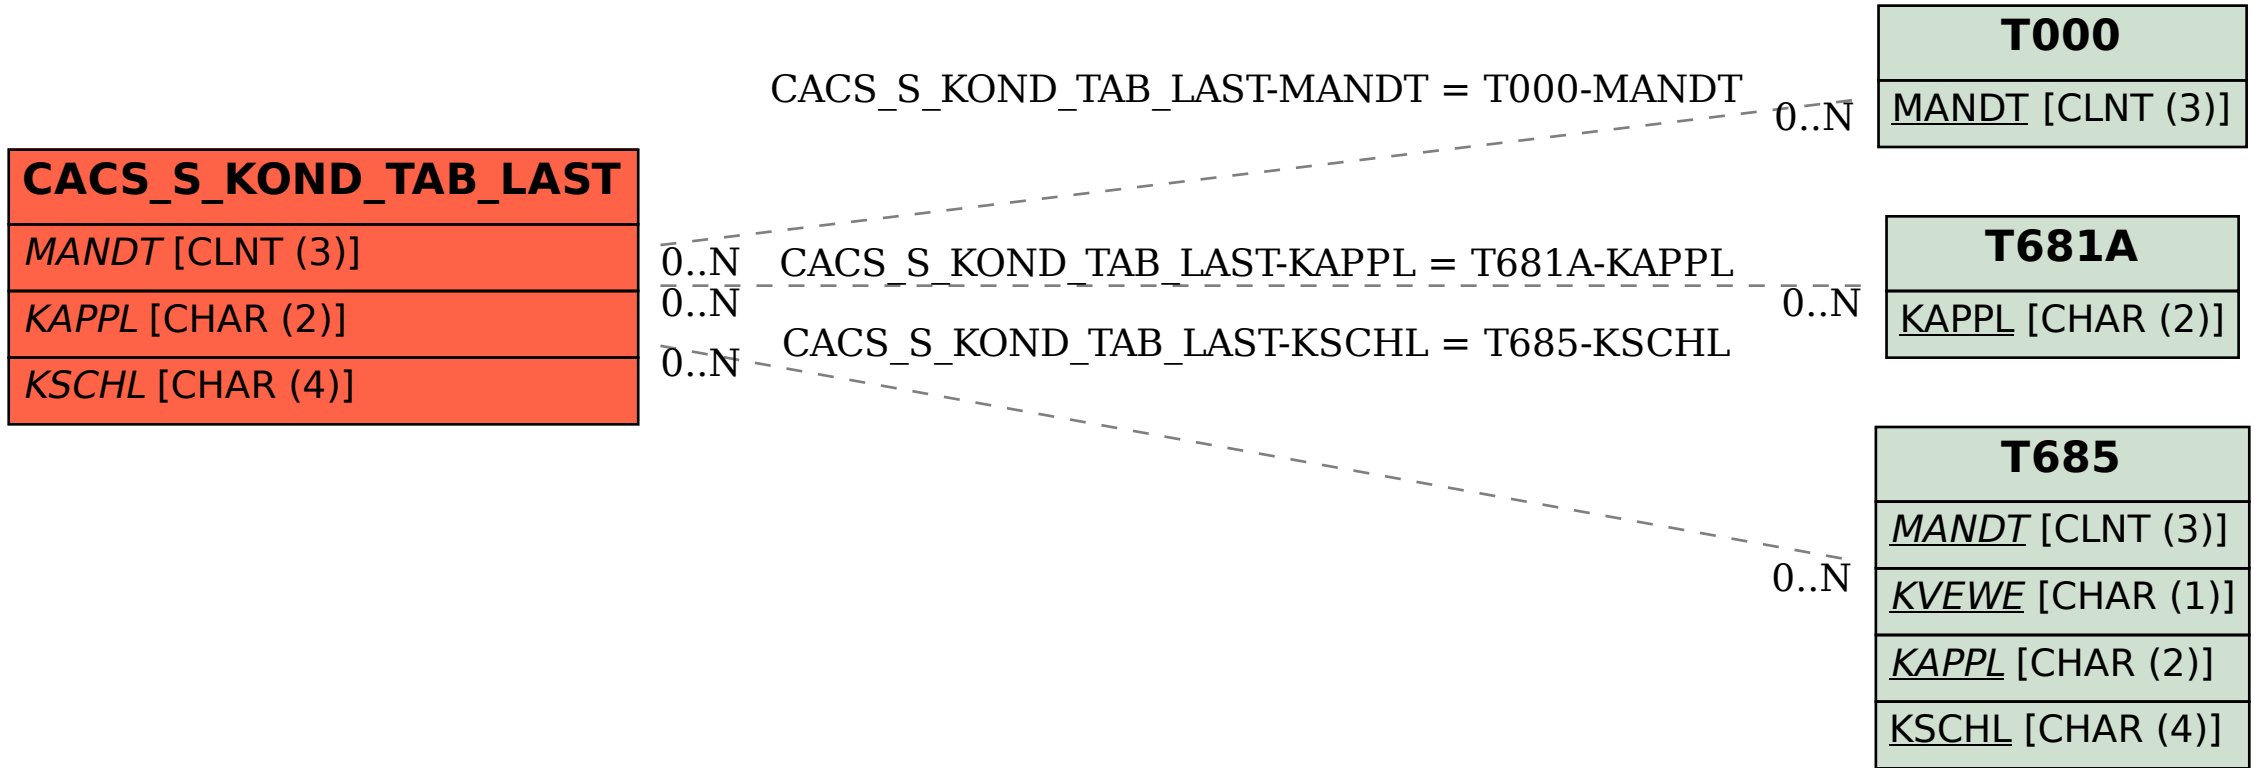 CACS_S_KOND_TAB_LAST
MANDT [CLNT (3)]
KAPPL [CHAR (2)]
KSCHL [CHAR (4)]
CACS_S_KOND_TAB_LAST-MANDT = T000-MANDT
0..N
0..N
CACS_S_KOND_TAB_LAST-KAPPL = T681A-KAPPL
0..N
0..N
CACS_S_KOND_TAB_LAST-KSCHL = T685-KSCHL
0..N
0..N
T000
MANDT [CLNT (3)]
T681A
KAPPL [CHAR (2)]
T685
MANDT [CLNT (3)]
KVEWE [CHAR (1)]
KAPPL [CHAR (2)]
KSCHL [CHAR (4)]